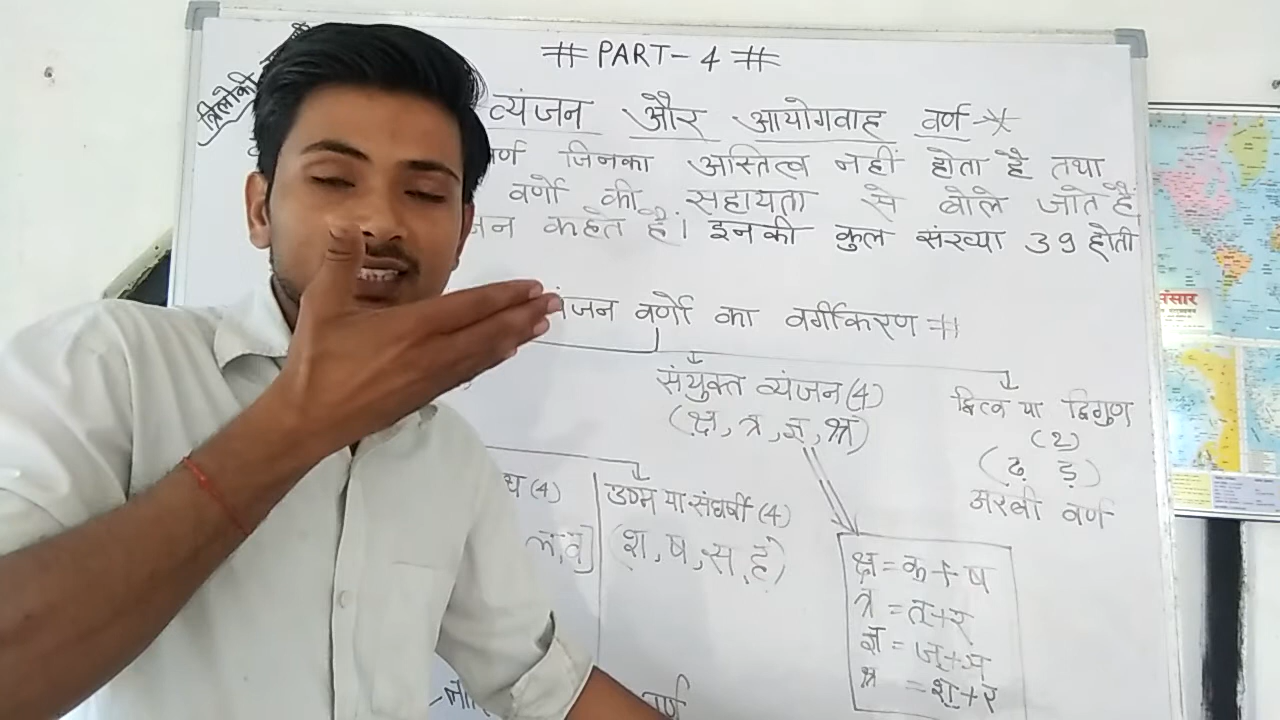 # PART-4 #
त्रिलोकी
व्यंजन और आयोगवाह वर्ण
वर्ण जिनका अस्तित्व नहीं होता है तथा
वर्णो की सहायता से बोले जाते हैं,
जन कहते हैं। इनकी कुल संख्या 39 होती
व्यंजन वर्णो का वर्गीकरण #
संयुक्त व्यंजन (4)
(क्ष, त्र, ज्ञ, श्र)
द्वित्व या द्विगुण
(2)
(ढ़ ड़)
अरबी वर्ण
(4)
ल, व]
उष्म या संघर्षी (4)
(श, ष, स, ह)
क्ष = क् + ष
त्र = त् + र
ज्ञ = ज् + ञ
श्र = श् + र
संसार